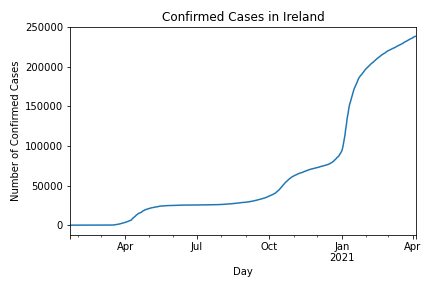 Confirmed Cases in Ireland
250000
200000
150000
100000
50000
0
Number of Confirmed Cases
Apr
Jul
Oct
Jan
2021
Apr
Day